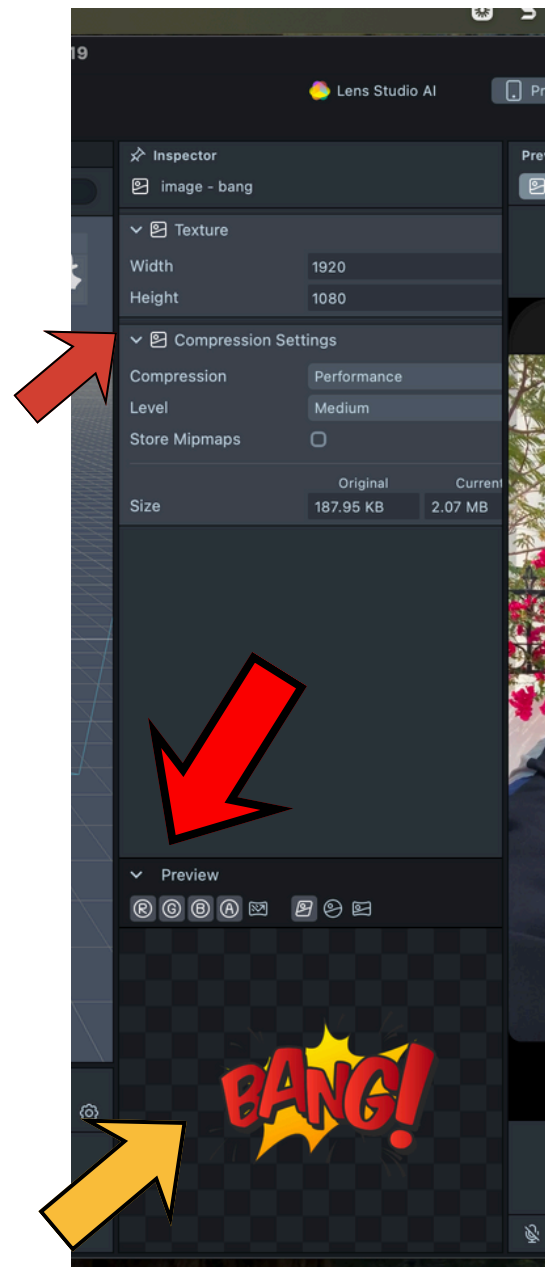 19
Lens Studio AI
Inspector
image - bang
Texture
Width 1920
Height 1080
Compression Settings
Compression Performance
Level Medium
Store Mipmaps
Original Current
Size 187.95 KB 2.07 MB
Preview
R G B A
BANG!